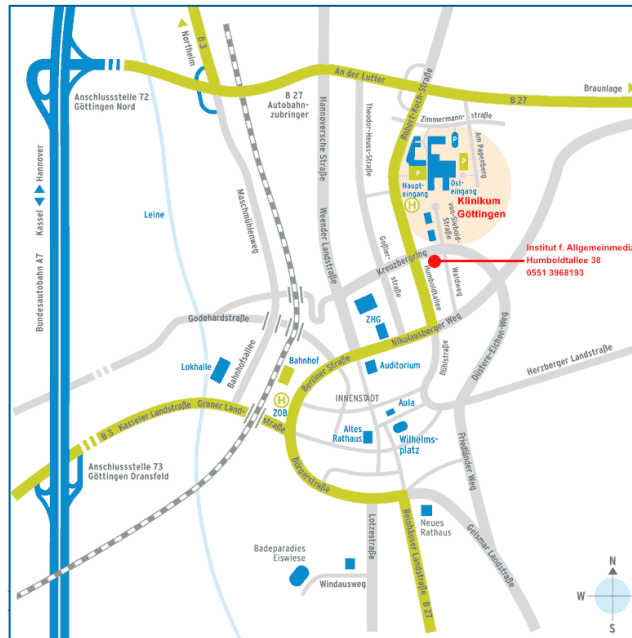 Northeim
B 3
An der Lutter
Robert-Koch-Straße
Braunlage
B 27
Anschlussstelle 72
Göttingen Nord
B 27
Autobahn-
zubringer
Hannoversche Straße
Theodor-Heuss-Straße
Zimmermann-
straße
Am Papenberg
P
P
P
Haupt-
eingang
Ost-
eingang
Klinikum
Göttingen
H
von-Siebold-
Straße
Kassel
Hannover
Bundesautobahn A7
Leine
Maschmühlenweg
Weender Landstraße
Goßler-
straße
Kreuzbergring
Humboldtallee
Waldweg
Institut f. Allgemeinmediz
Humboldtallee 38
0551 3968193
ZHG
Nikolausberger Weg
Godehardstraße
Bahnhofsallee
Lokhalle
Bahnhof
Berliner Straße
Auditorium
Bühlstraße
Düstere-Eichen-Weg
Herzberger Landstraße
H
ZOB
INNENSTADT
Aula
Altes
Rathaus
Wilhelms-
platz
B 3 Kasseler Landstraße
Groner Land-
straße
Anschlussstelle 73
Göttingen Dransfeld
Bürgerstraße
Friedländer Weg
Neues
Rathaus
Geismar Landstraße
Reinhäuser Landstraße B 27
Lotzestraße
Badeparadies
Eiswiese
Windausweg
N
W
S